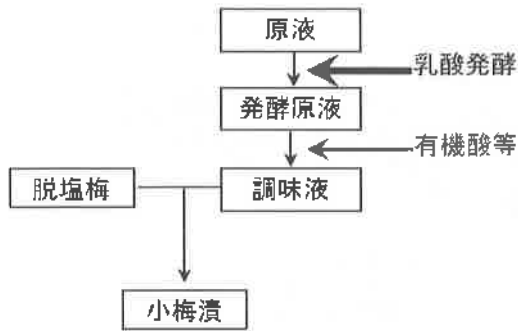 原液
乳酸発酵
発酵原液
有機酸等
脱塩梅
調味液
小梅漬